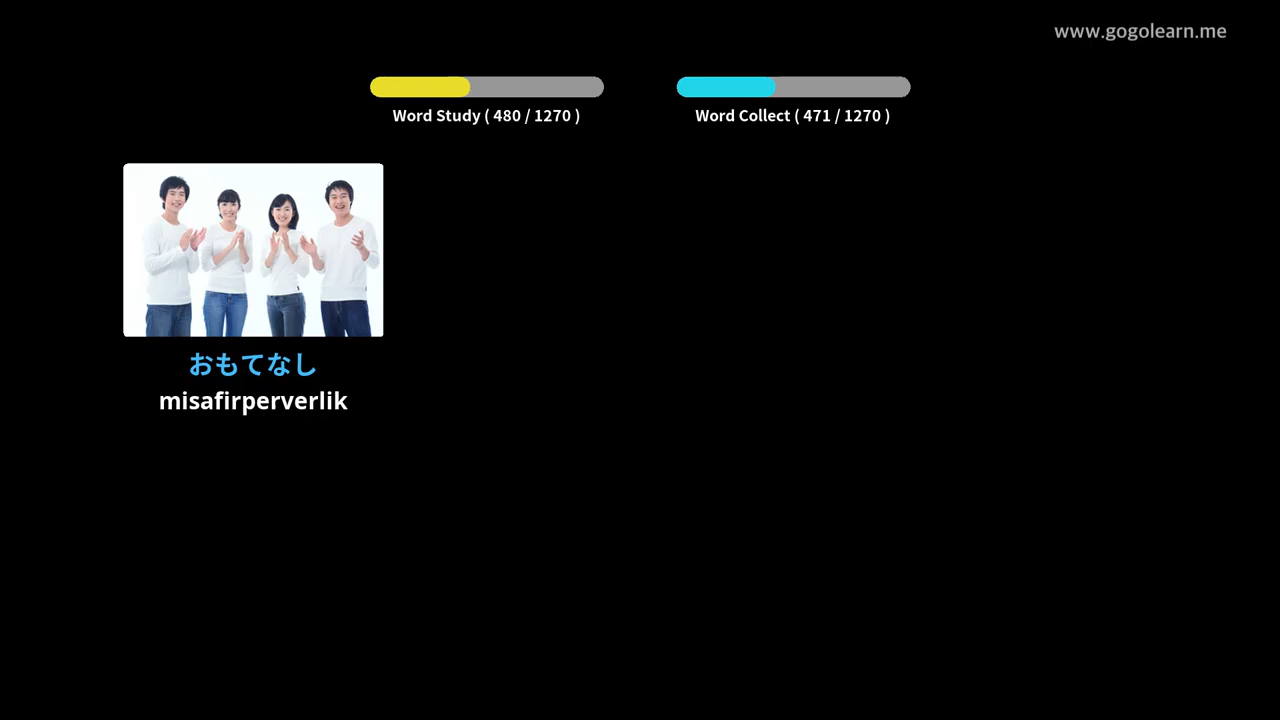 www.gogolearn.me
Word Study ( 480 / 1270 )
Word Collect ( 471 / 1270 )
おもてなし
misafirperverlik